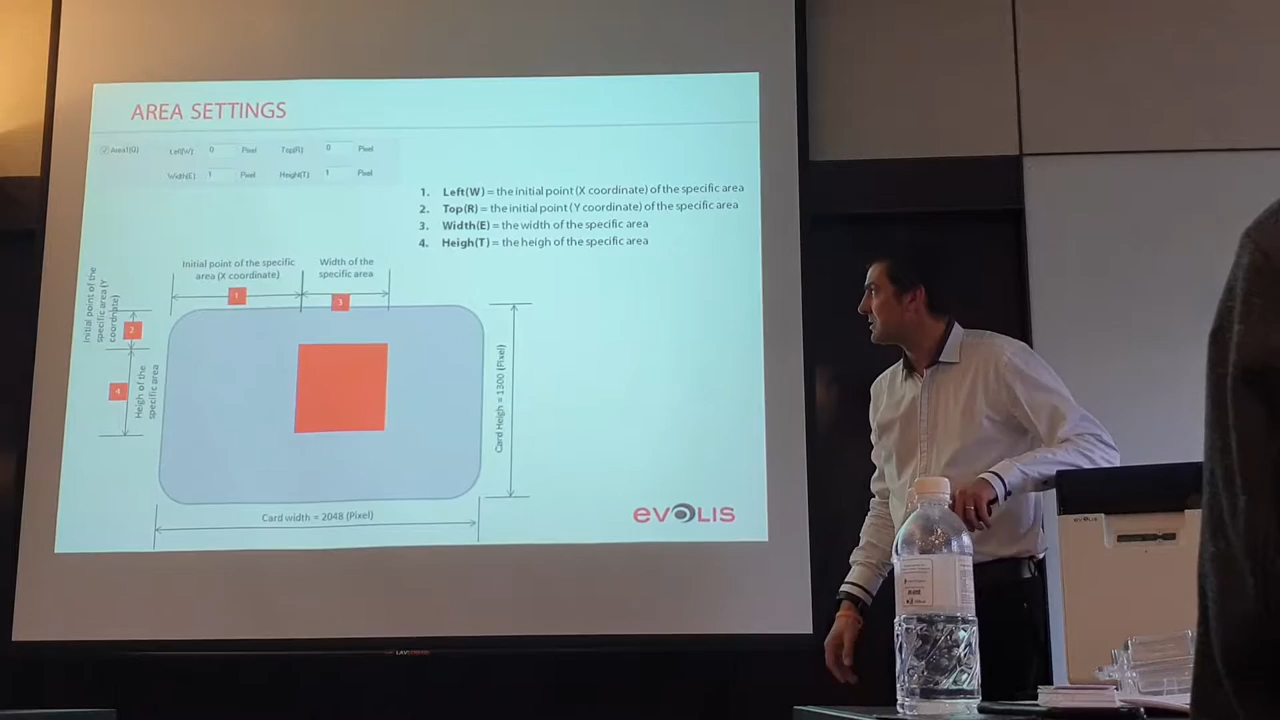 AREA SETTINGS
Area1(Q) Left(W): 0 Pixel Top(R): 0 Pixel
Width(E): 1 Pixel Height(T): 1 Pixel
1. Left(W) = the initial point (X coordinate) of the specific area
2. Top(R) = the initial point (Y coordinate) of the specific area
3. Width(E) = the width of the specific area
4. Heigh(T) = the heigh of the specific area
Initial point of the specific
area (X coordinate)
Width of the
specific area
1
3
Initial point of the
specific area (Y
coordinate)
2
4
Heigh of the
specific area
Card Heigh = 1300 (Pixel)
Card width = 2048 (Pixel)
evolis
evolis